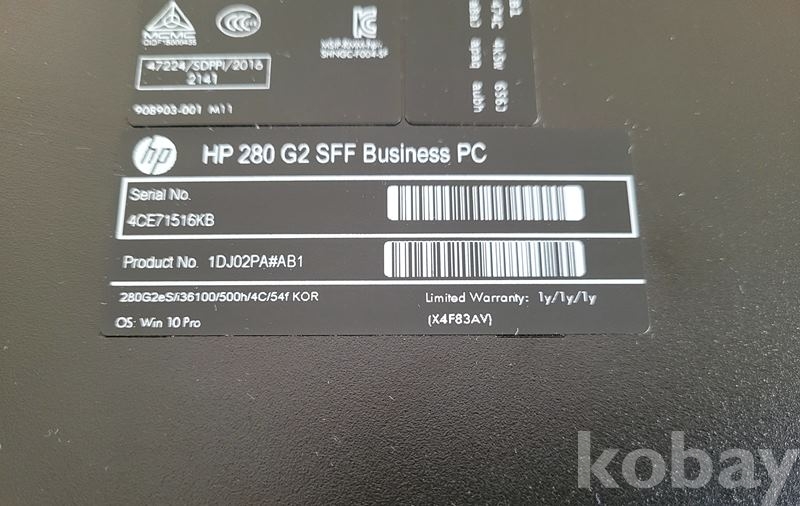 MCMC
CIDF15000435
47224/SDPPI/2016
2141
908903-001 M11
hp
HP 280 G2 SFF Business PC
Serial No.
4CE71516KB
Product No. 1DJ02PA#AB1
280G2eS/i36100/500h/4C/54f KOR
Limited Warranty: 1y/1y/1y
OS: Win 10 Pro
(X4F83AV)
kobay